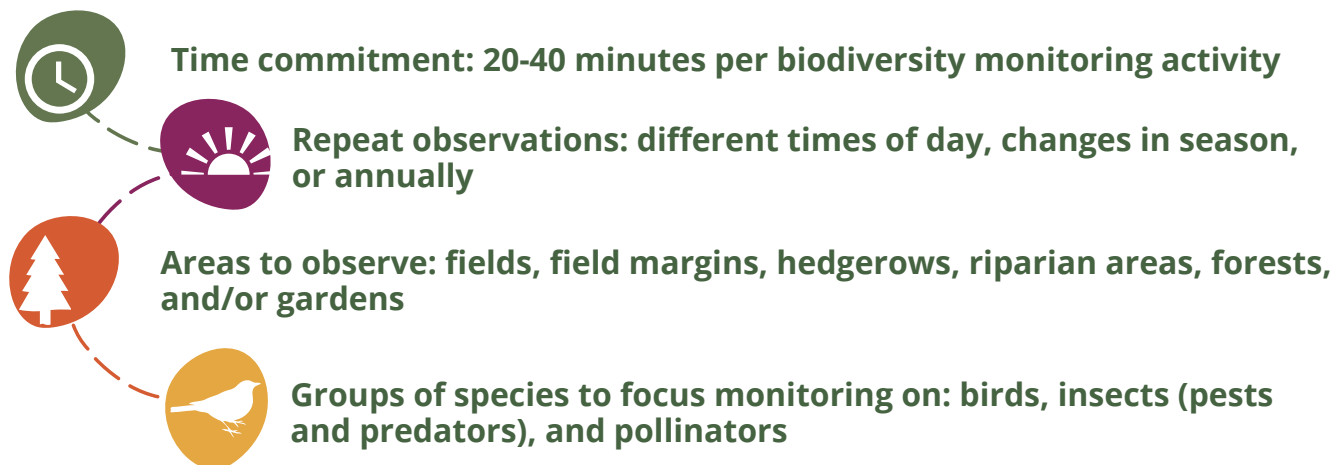 Time commitment: 20-40 minutes per biodiversity monitoring activity
Repeat observations: different times of day, changes in season,
or annually
Areas to observe: fields, field margins, hedgerows, riparian areas, forests,
and/or gardens
Groups of species to focus monitoring on: birds, insects (pests
and predators), and pollinators